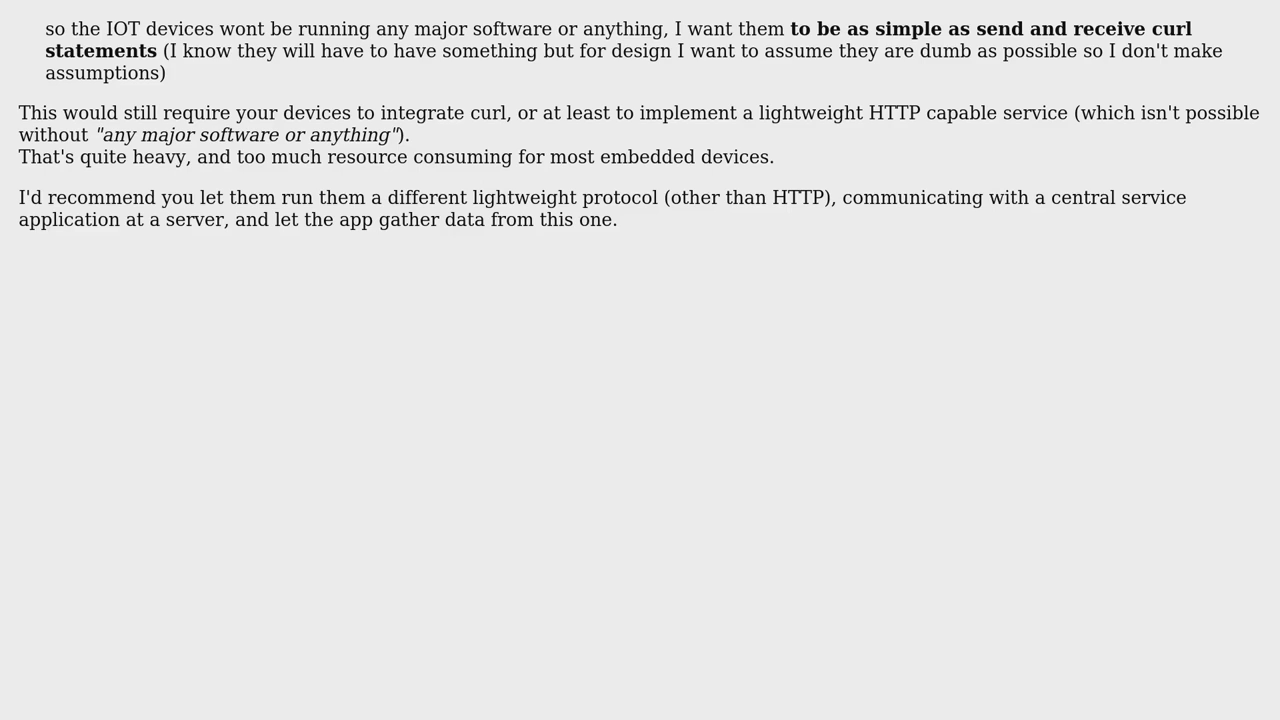 so the IOT devices wont be running any major software or anything, I want them to be as simple as send and receive curl
statements (I know they will have to have something but for design I want to assume they are dumb as possible so I don't make
assumptions)
This would still require your devices to integrate curl, or at least to implement a lightweight HTTP capable service (which isn't possible
without "any major software or anything").
That's quite heavy, and too much resource consuming for most embedded devices.
I'd recommend you let them run them a different lightweight protocol (other than HTTP), communicating with a central service
application at a server, and let the app gather data from this one.